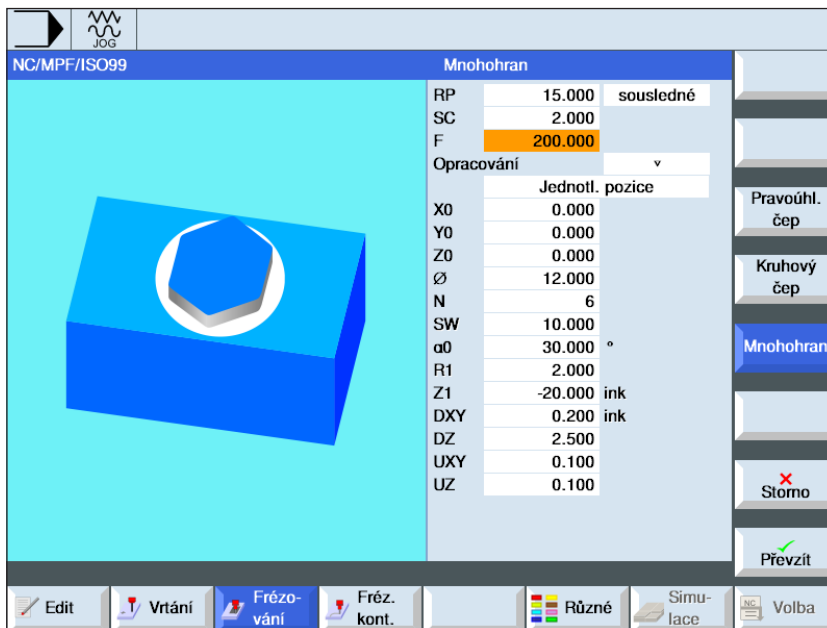 JOG
NC/MPF/ISO99
Mnohohran
RP 15.000 sousledné
SC 2.000
F 200.000
Opracování ▽
Jednotl. pozice
X0 0.000
Y0 0.000
Z0 0.000
Ø 12.000
N 6
SW 10.000
α0 30.000 °
R1 2.000
Z1 -20.000 ink
DXY 0.200 ink
DZ 2.500
UXY 0.100
UZ 0.100
Pravoúhl.
čep
Kruhový
čep
Mnohohran
Storno
Převzít
Edit
Vrtání
Frézo-
vání
Fréz.
kont.
Různé
Simu-
lace
NC
Volba